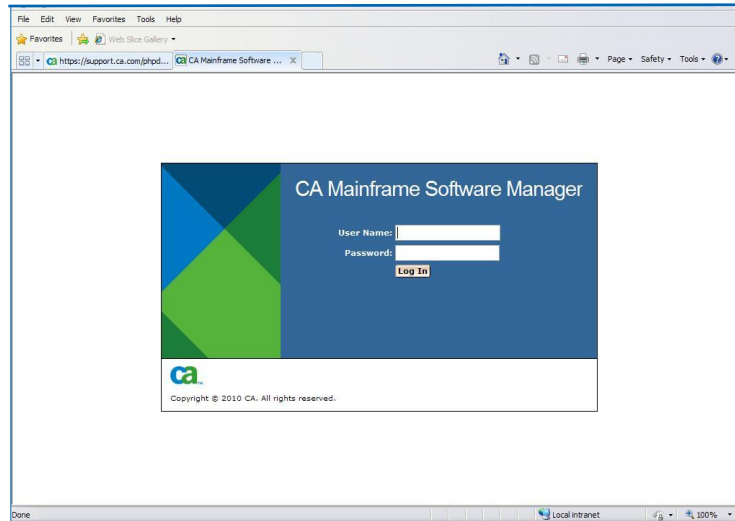 File Edit View Favorites Tools Help
Favorites Web Slice Gallery
ca https://support.ca.com/phpd... ca CA Mainframe Software ... X Page Safety Tools
CA Mainframe Software Manager
User Name:
Password:
Log In
ca
Copyright © 2010 CA. All rights reserved.
Done Local intranet 100%